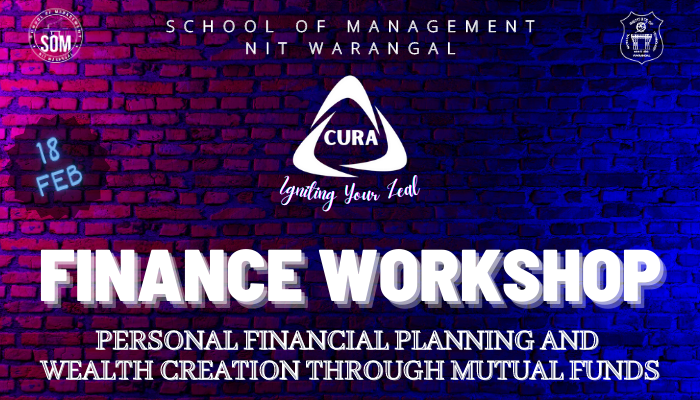 SCHOOL OF MANAGEMENT
NIT WARANGAL
SOM
18
FEB
CURA
Igniting Your Zeal
FINANCE WORKSHOP
PERSONAL FINANCIAL PLANNING AND
WEALTH CREATION THROUGH MUTUAL FUNDS